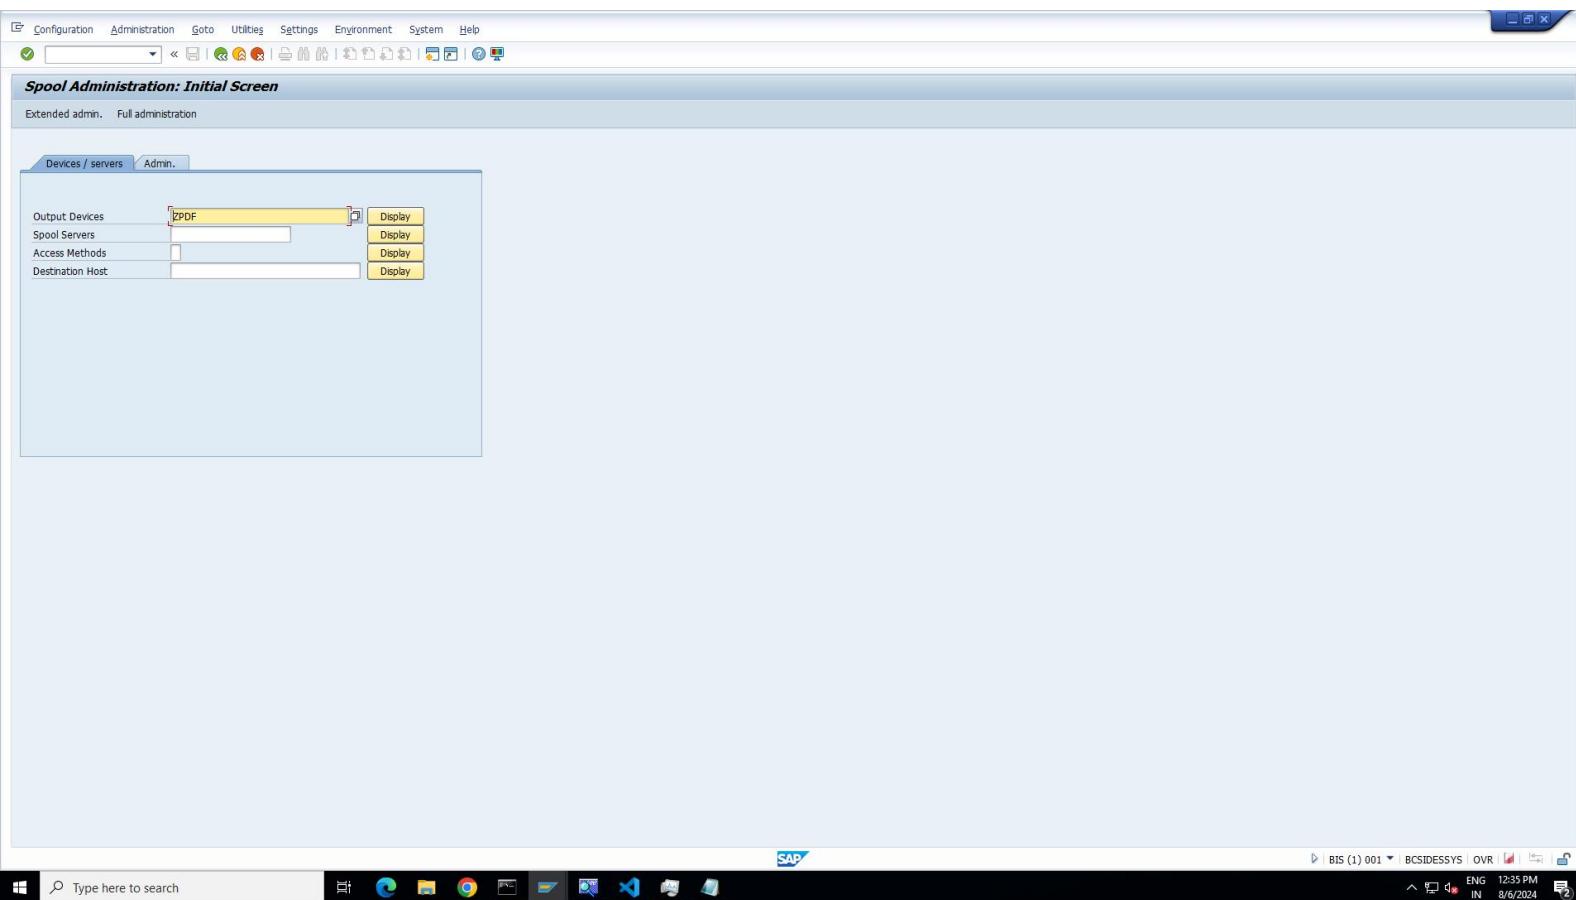 Configuration Administration Goto Utilities Settings Environment System Help
Spool Administration: Initial Screen
Extended admin. Full administration
Devices / servers Admin.
Output Devices ZPDF Display
Spool Servers Display
Access Methods Display
Destination Host Display
SAP
BIS (1) 001 BCSIDESSYS OVR
Type here to search
ENG 12:35 PM
IN 8/6/2024 2